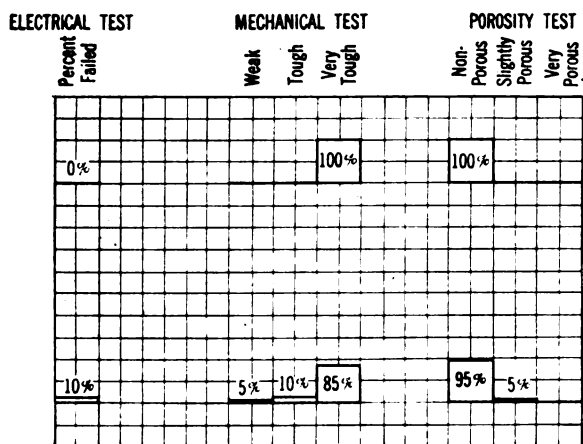 ELECTRICAL TEST MECHANICAL TEST POROSITY TEST
Percent
Failed
Weak
Tough
Very
Tough
Non-
Porous
Slightly
Porous
Very
Porous
0% 100% 100%
10% 5% 10% 85% 95% 5%